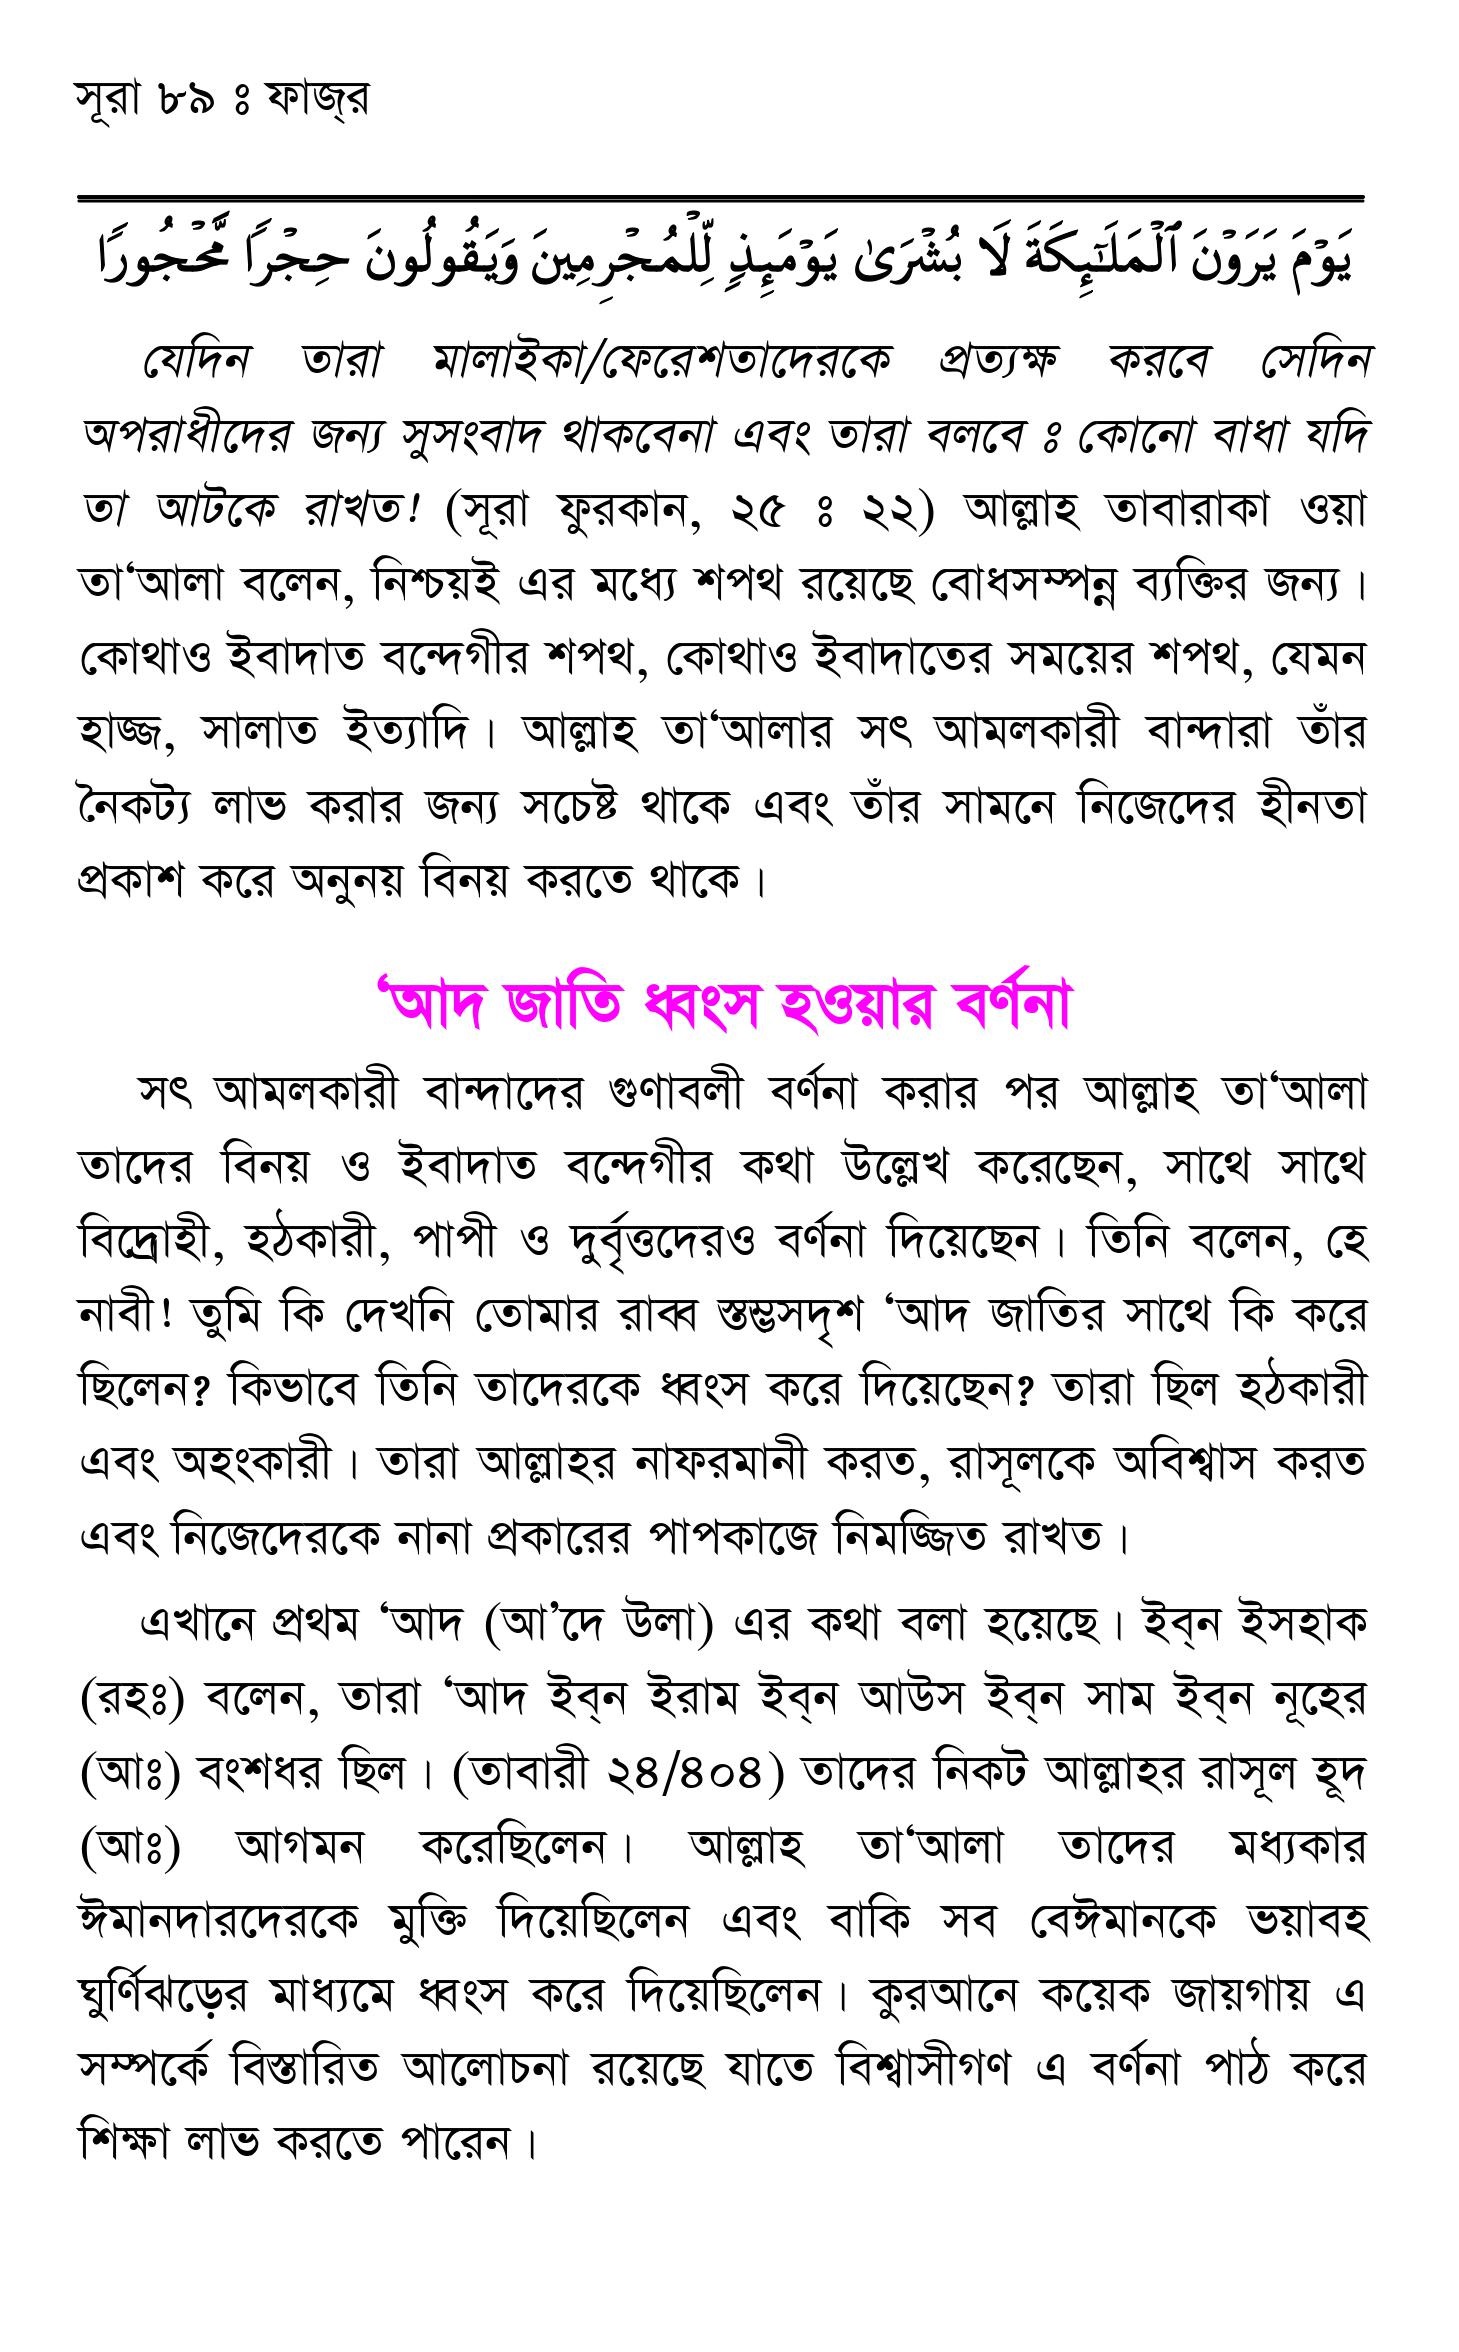 সূরা ৮৯ ঃ ফাজ্‌র
يَوْمَ يَرَوْنَ ٱلْمَلَـٰٓئِكَةَ لَا بُشْرَىٰ يَوْمَئِذٍ لِّلْمُجْرِمِينَ وَيَقُولُونَ حِجْرًا مَّحْجُورًا
যেদিন তারা মালাইকা/ফেরেশতাদেরকে প্রত্যক্ষ করবে সেদিন
অপরাধীদের জন্য সুসংবাদ থাকবেনা এবং তারা বলবে ঃ কোনো বাধা যদি
তা আটকে রাখত! (সূরা ফুরকান, ২৫ ঃ ২২) আল্লাহ তাবারাকা ওয়া
তা‘আলা বলেন, নিশ্চয়ই এর মধ্যে শপথ রয়েছে বোধসম্পন্ন ব্যক্তির জন্য।
কোথাও ইবাদাত বন্দেগীর শপথ, কোথাও ইবাদাতের সময়ের শপথ, যেমন
হাজ্জ, সালাত ইত্যাদি। আল্লাহ তা‘আলার সৎ আমলকারী বান্দারা তাঁর
নৈকট্য লাভ করার জন্য সচেষ্ট থাকে এবং তাঁর সামনে নিজেদের হীনতা
প্রকাশ করে অনুনয় বিনয় করতে থাকে।
‘আদ জাতি ধ্বংস হওয়ার বর্ণনা
সৎ আমলকারী বান্দাদের গুণাবলী বর্ণনা করার পর আল্লাহ তা‘আলা
তাদের বিনয় ও ইবাদাত বন্দেগীর কথা উল্লেখ করেছেন, সাথে সাথে
বিদ্রোহী, হঠকারী, পাপী ও দুর্বৃত্তদেরও বর্ণনা দিয়েছেন। তিনি বলেন, হে
নাবী! তুমি কি দেখনি তোমার রাব্ব স্তম্ভসদৃশ ‘আদ জাতির সাথে কি করে
ছিলেন? কিভাবে তিনি তাদেরকে ধ্বংস করে দিয়েছেন? তারা ছিল হঠকারী
এবং অহংকারী। তারা আল্লাহর নাফরমানী করত, রাসূলকে অবিশ্বাস করত
এবং নিজেদেরকে নানা প্রকারের পাপকাজে নিমজ্জিত রাখত।
এখানে প্রথম ‘আদ (আ’দে উলা) এর কথা বলা হয়েছে। ইব্‌ন ইসহাক
(রহঃ) বলেন, তারা ‘আদ ইব্‌ন ইরাম ইব্‌ন আউস ইব্‌ন সাম ইব্‌ন নূহের
(আঃ) বংশধর ছিল। (তাবারী ২৪/৪০৪) তাদের নিকট আল্লাহর রাসূল হূদ
(আঃ) আগমন করেছিলেন। আল্লাহ তা‘আলা তাদের মধ্যকার
ঈমানদারদেরকে মুক্তি দিয়েছিলেন এবং বাকি সব বেঈমানকে ভয়াবহ
ঘুর্ণিঝড়ের মাধ্যমে ধ্বংস করে দিয়েছিলেন। কুরআনে কয়েক জায়গায় এ
সম্পর্কে বিস্তারিত আলোচনা রয়েছে যাতে বিশ্বাসীগণ এ বর্ণনা পাঠ করে
শিক্ষা লাভ করতে পারেন।